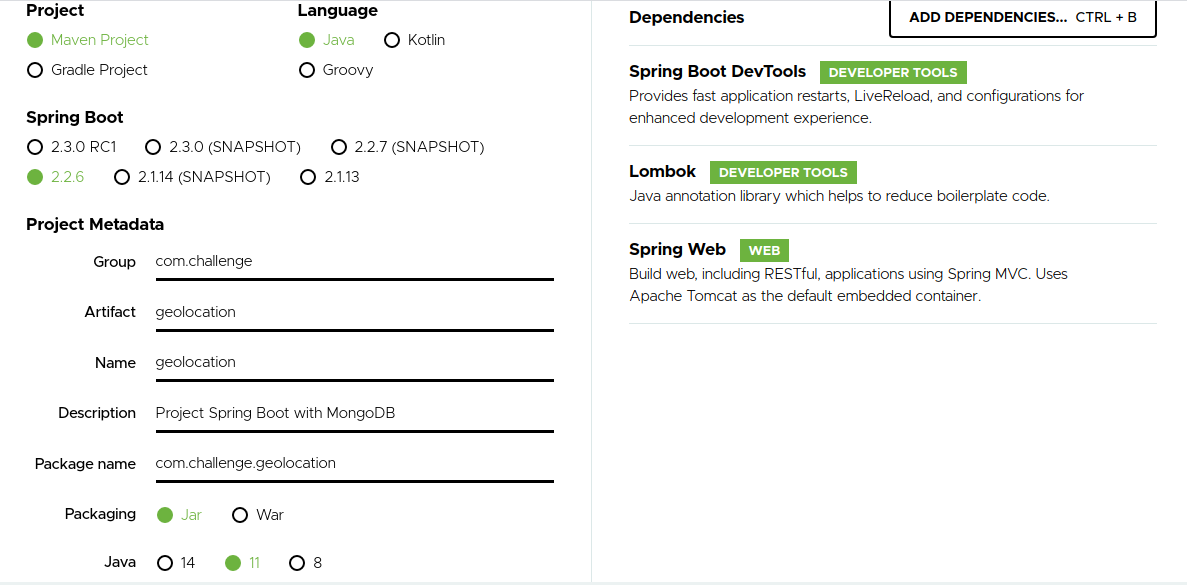 Project
Maven Project
Gradle Project
Language
Java Kotlin
Groovy
Spring Boot
2.3.0 RC1 2.3.0 (SNAPSHOT) 2.2.7 (SNAPSHOT)
2.2.6 2.1.14 (SNAPSHOT) 2.1.13
Project Metadata
Group com.challenge
Artifact geolocation
Name geolocation
Description Project Spring Boot with MongoDB
Package name com.challenge.geolocation
Packaging Jar War
Java 14 11 8
Dependencies ADD DEPENDENCIES... CTRL + B
Spring Boot DevTools DEVELOPER TOOLS
Provides fast application restarts, LiveReload, and configurations for
enhanced development experience.
Lombok DEVELOPER TOOLS
Java annotation library which helps to reduce boilerplate code.
Spring Web WEB
Build web, including RESTful, applications using Spring MVC. Uses
Apache Tomcat as the default embedded container.